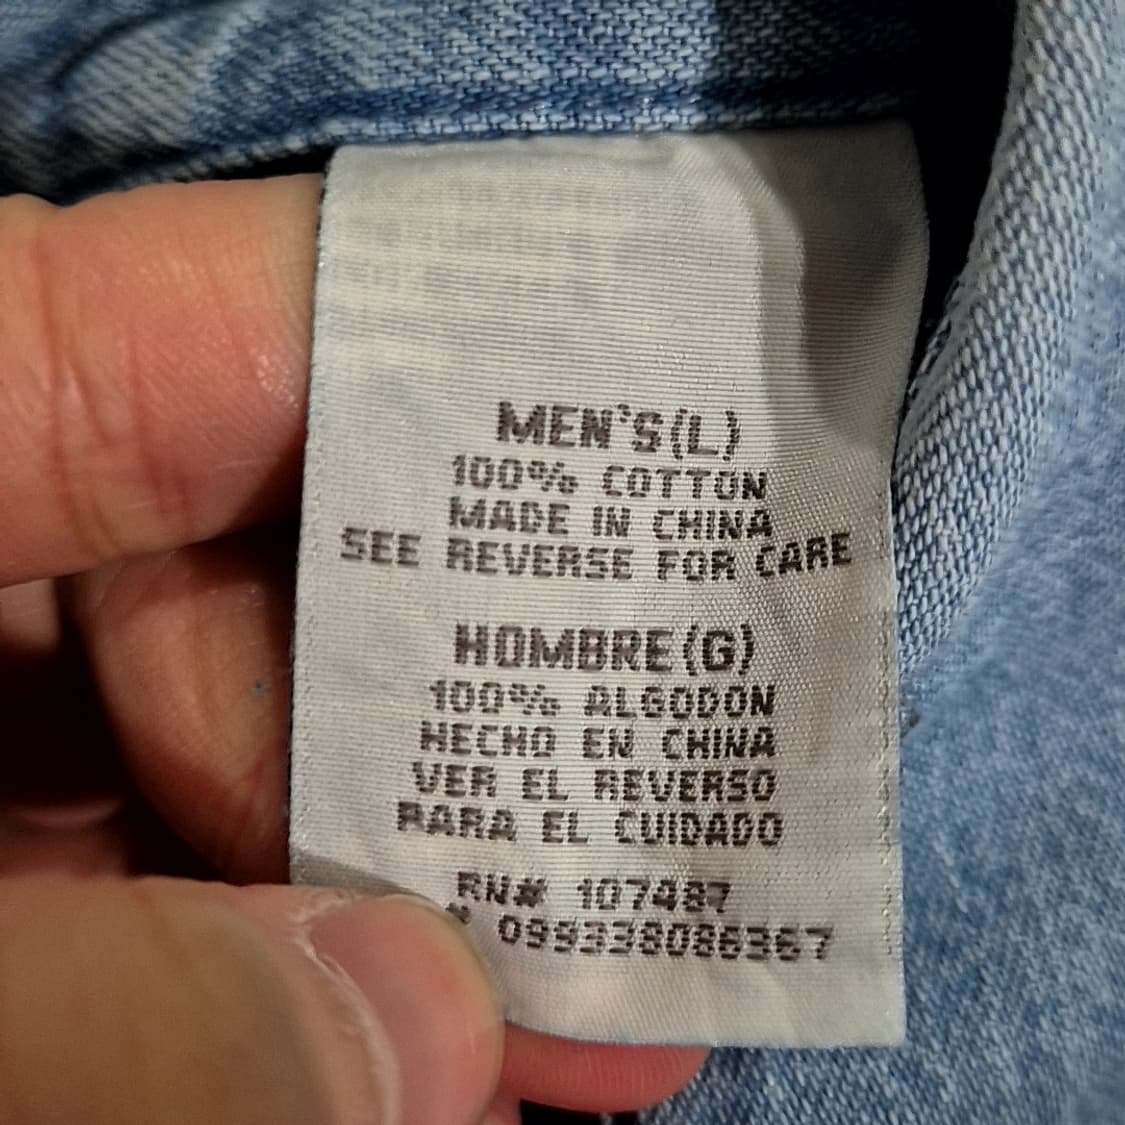 MEN'S(L)
100% COTTON
MADE IN CHINA
SEE REVERSE FOR CARE
HOMBRE(G)
100% ALGODON
HECHO EN CHINA
VER EL REVERSO
PARA EL CUIDADO
RN# 107487